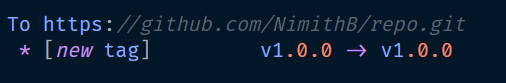 To https://github.com/NimithB/repo.git
* [new tag] v1.0.0 -> v1.0.0